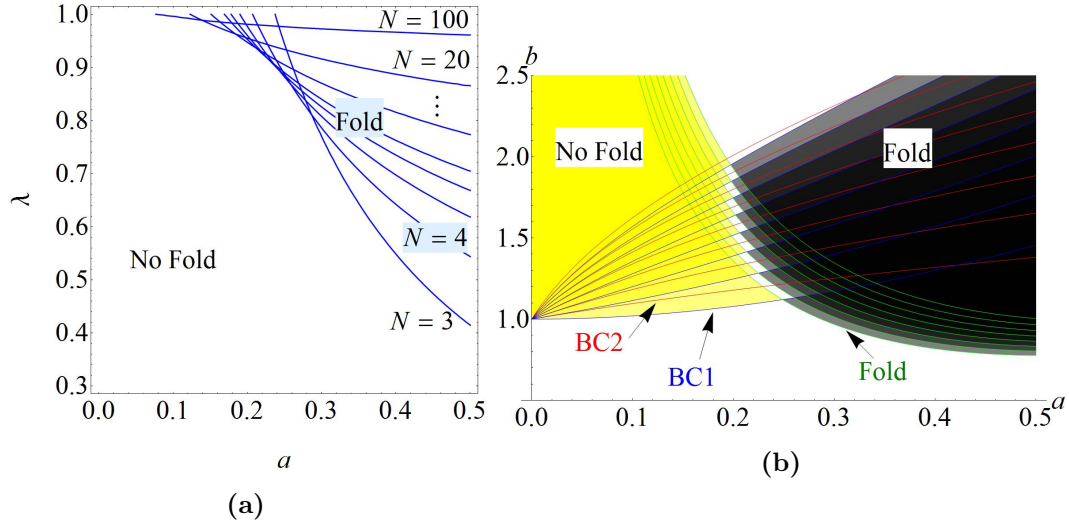 1.0
0.9
0.8
0.7
0.6
0.5
0.4
0.3
λ
N = 100
N = 20
⋮
Fold
N = 4
No Fold
N = 3
0.0 0.1 0.2 0.3 0.4 0.5
a
(a)
b
2.5
2.0
1.5
1.0
No Fold
Fold
BC2
BC1
Fold
0.0 0.1 0.2 0.3 0.4 0.5 a
(b)